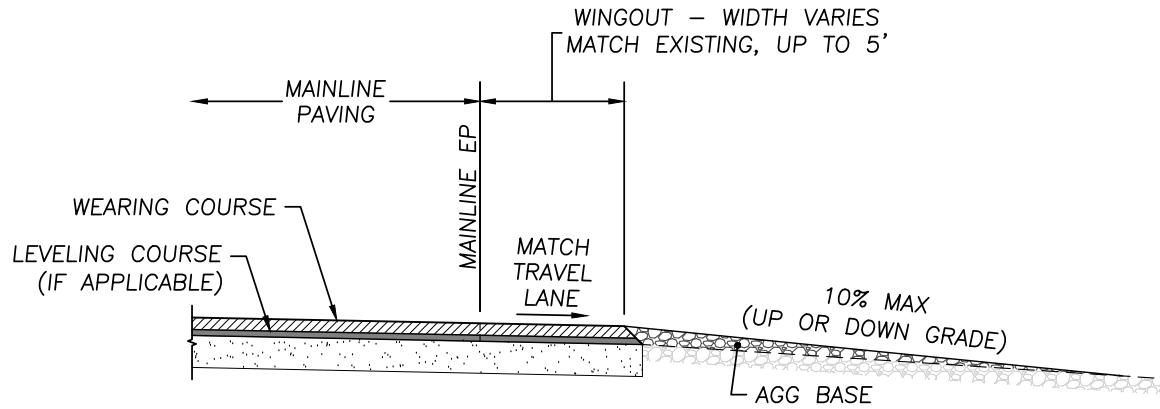 WINGOUT – WIDTH VARIES
MATCH EXISTING, UP TO 5'
MAINLINE
PAVING
MAINLINE EP
WEARING COURSE
LEVELING COURSE
(IF APPLICABLE)
MATCH
TRAVEL
LANE
10% MAX
(UP OR DOWN GRADE)
AGG BASE